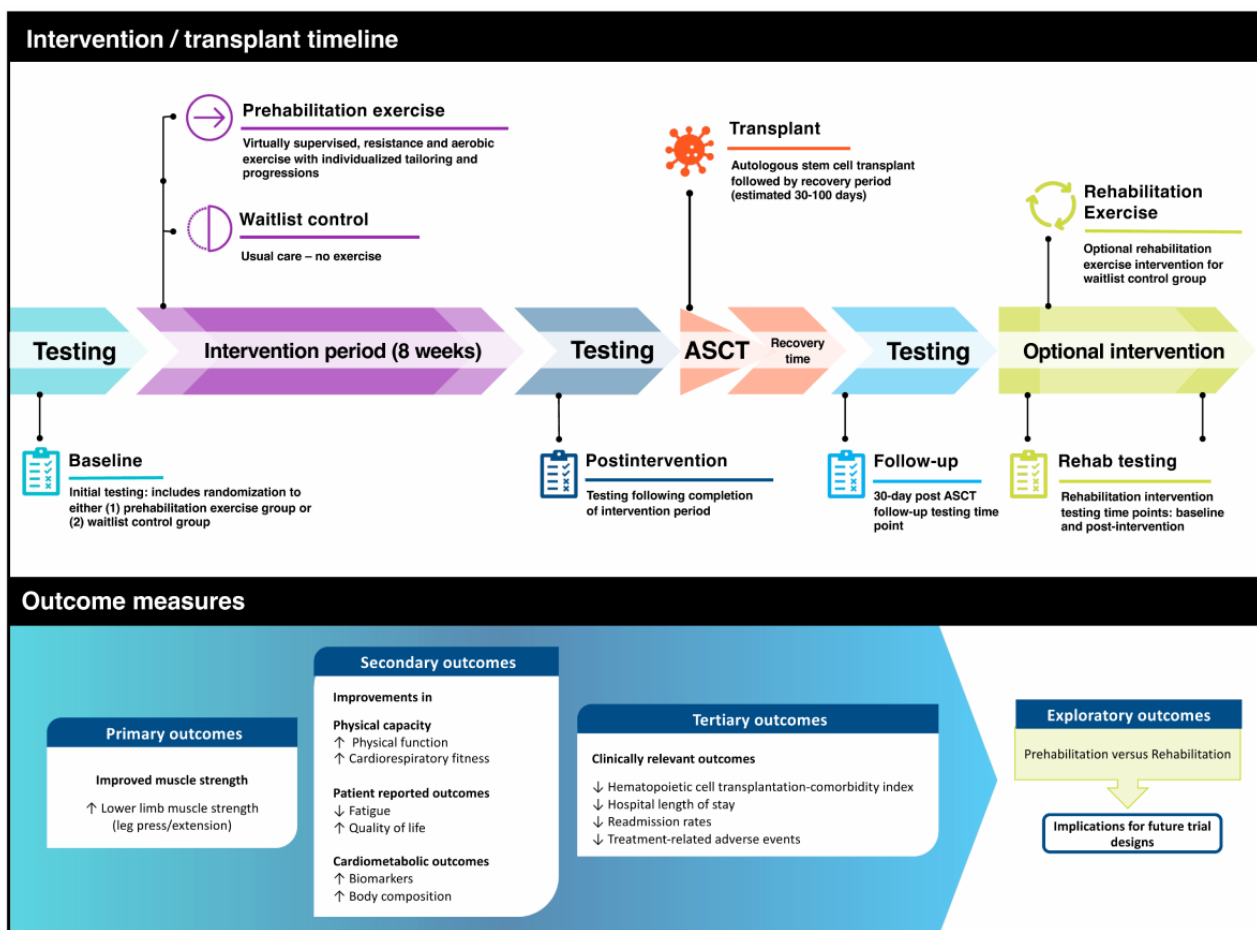 Intervention / transplant timeline
Prehabilitation exercise
Virtually supervised, resistance and aerobic
exercise with individualized tailoring and
progressions
Waitlist control
Usual care – no exercise
Transplant
Autologous stem cell transplant
followed by recovery period
(estimated 30-100 days)
Rehabilitation
Exercise
Optional rehabilitation
exercise intervention for
waitlist control group
Testing
Intervention period (8 weeks)
Testing
ASCT
Recovery
time
Testing
Optional intervention
Baseline
Initial testing: includes randomization to
either (1) prehabilitation exercise group or
(2) waitlist control group
Postintervention
Testing following completion
of intervention period
Follow-up
30-day post ASCT
follow-up testing time
point
Rehab testing
Rehabilitation intervention
testing time points: baseline
and post-intervention
Outcome measures
Primary outcomes
Improved muscle strength
↑ Lower limb muscle strength
(leg press/extension)
Secondary outcomes
Improvements in
Physical capacity
↑ Physical function
↑ Cardiorespiratory fitness
Patient reported outcomes
↓ Fatigue
↑ Quality of life
Cardiometabolic outcomes
↑ Biomarkers
↑ Body composition
Tertiary outcomes
Clinically relevant outcomes
↓ Hematopoietic cell transplantation-comorbidity index
↓ Hospital length of stay
↓ Readmission rates
↓ Treatment-related adverse events
Exploratory outcomes
Prehabilitation versus Rehabilitation
Implications for future trial
designs